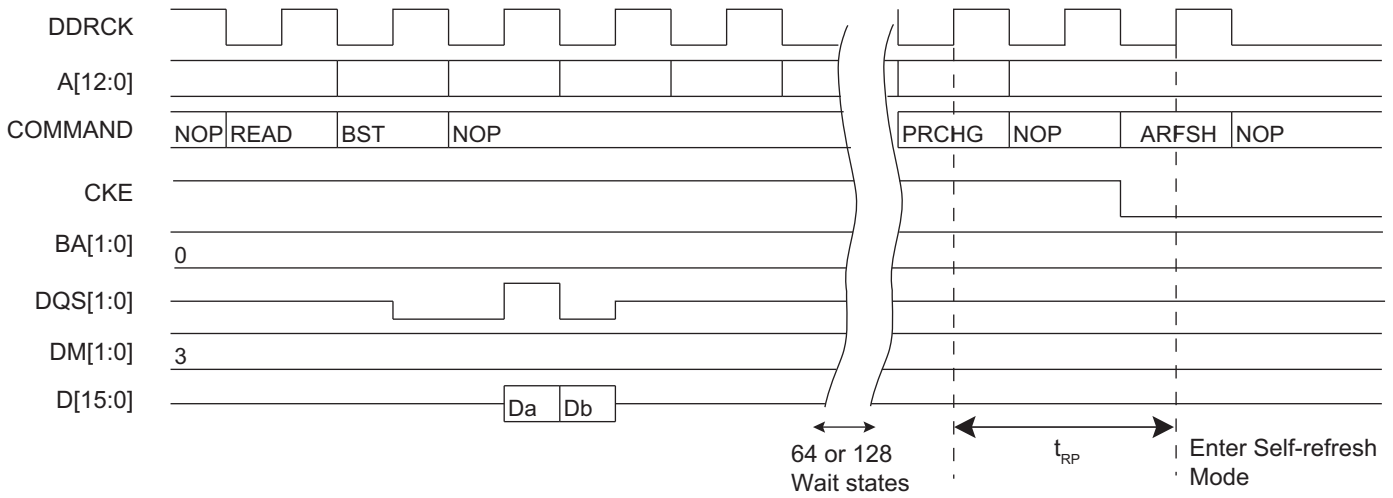 DDRCK
A[12:0]
COMMAND NOP READ BST NOP PRCHG NOP ARFSH NOP
CKE
BA[1:0] 0
DQS[1:0]
DM[1:0] 3
D[15:0] Da Db
64 or 128
Wait states
tRP
Enter Self-refresh
Mode